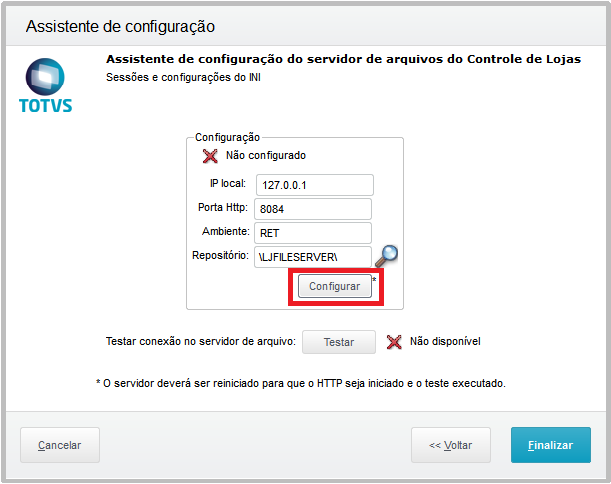 Assistente de configuração
Assistente de configuração do servidor de arquivos do Controle de Lojas
Sessões e configurações do INI
TOTVS
Configuração
Não configurado
IP local: 127.0.0.1
Porta Http: 8084
Ambiente: RET
Repositório: \LJFILESERVER\
Configurar *
Testar conexão no servidor de arquivo: Testar Não disponível
* O servidor deverá ser reiniciado para que o HTTP seja iniciado e o teste executado.
Cancelar << Voltar Finalizar